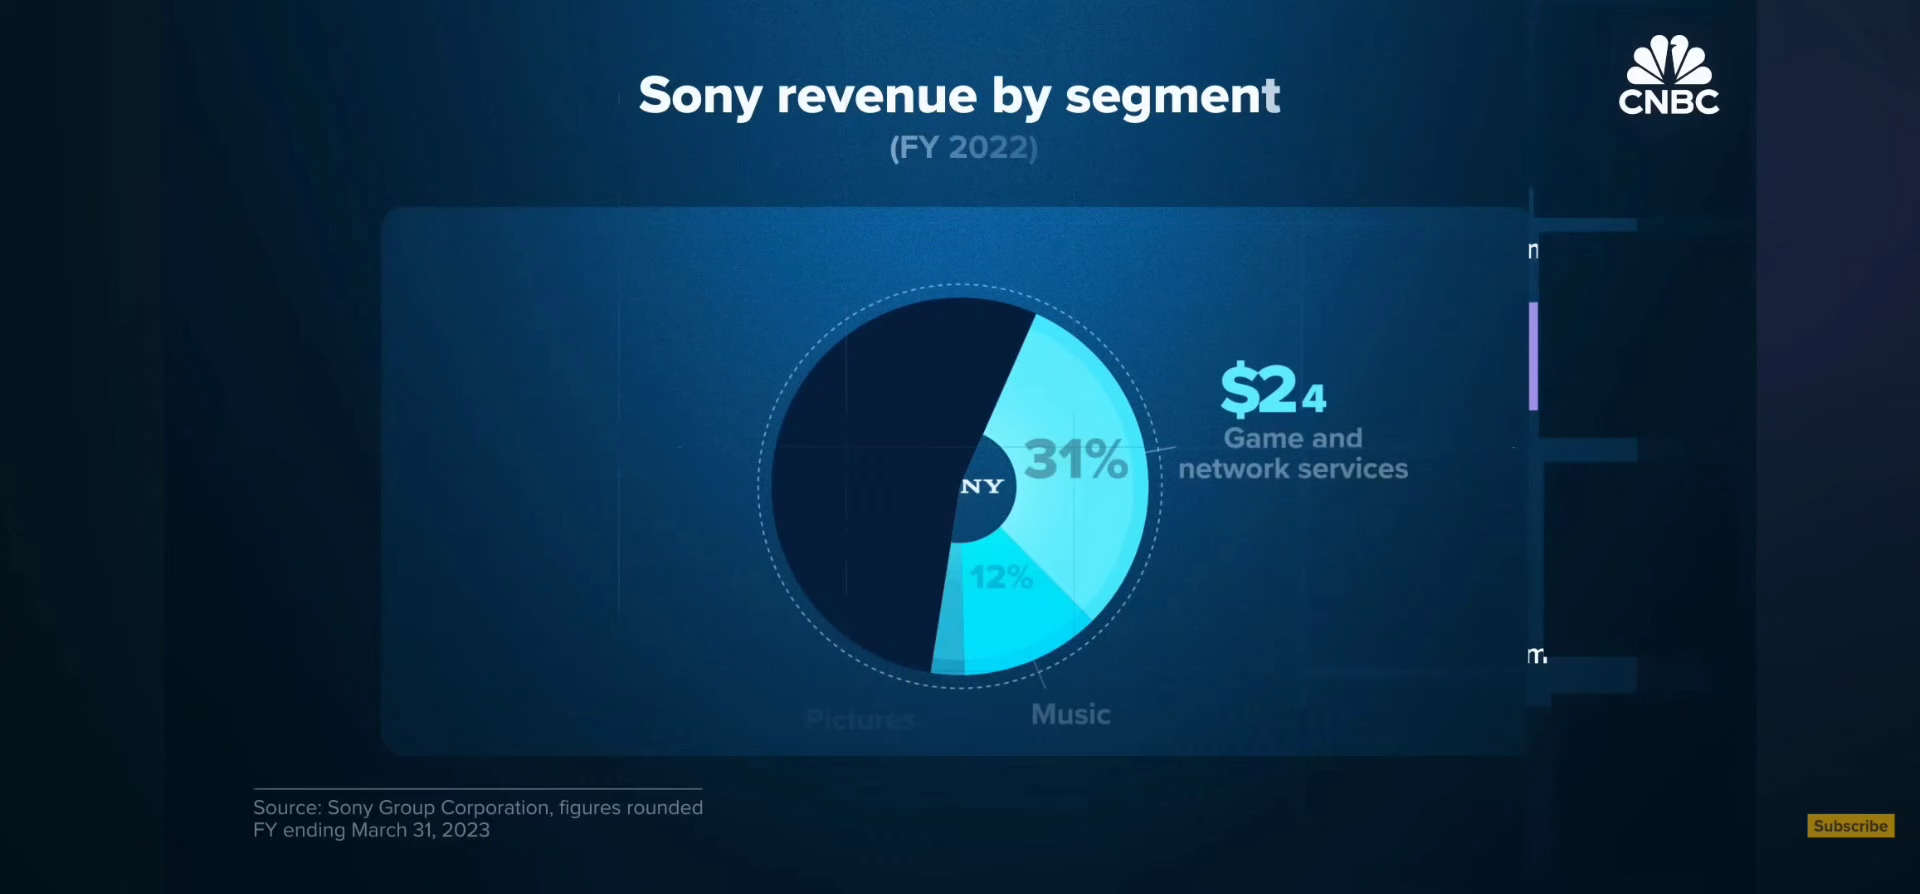 Sony revenue by segment
(FY 2022)
CNBC
$24
Game and
network services
31%
NY
12%
Pictures
Music
Source: Sony Group Corporation, figures rounded
FY ending March 31, 2023
Subscribe